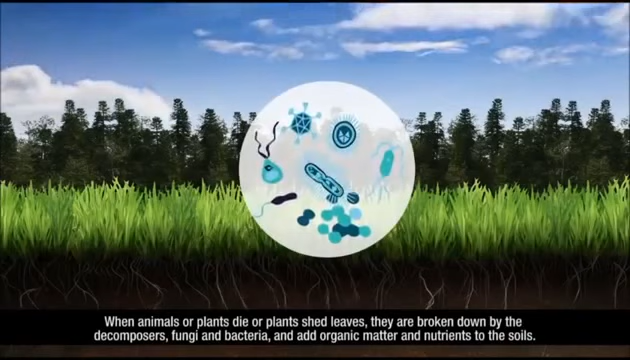 When animals or plants die or plants shed leaves, they are broken down by the
decomposers, fungi and bacteria, and add organic matter and nutrients to the soils.